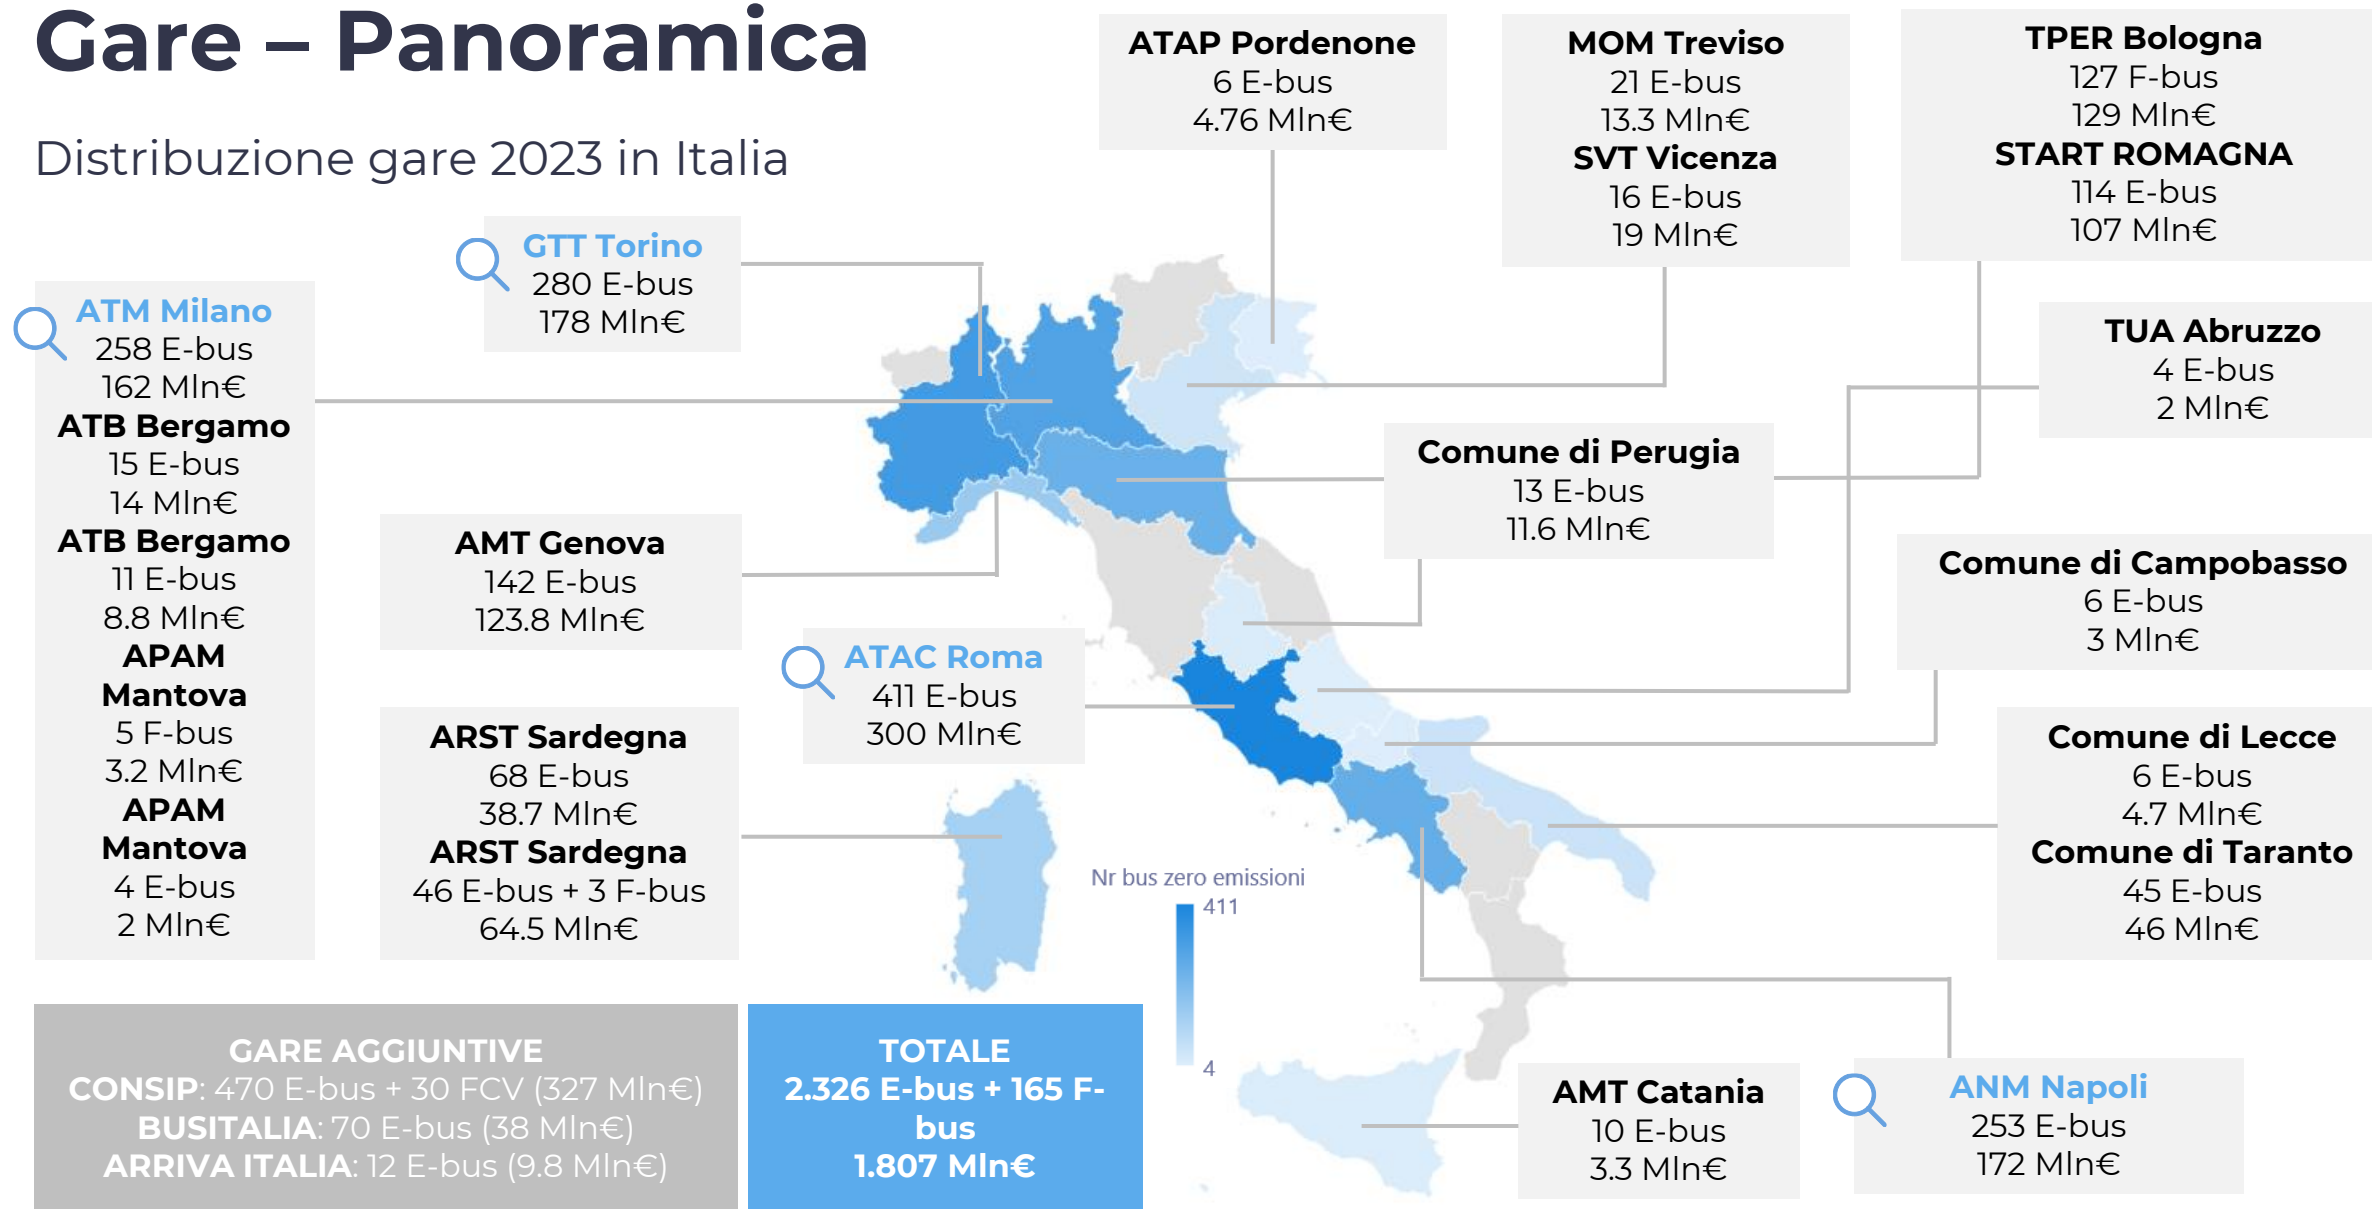 Gare – Panoramica
Distribuzione gare 2023 in Italia
ATAP Pordenone
6 E-bus
4.76 Mln€
MOM Treviso
21 E-bus
13.3 Mln€
SVT Vicenza
16 E-bus
19 Mln€
TPER Bologna
127 F-bus
129 Mln€
START ROMAGNA
114 E-bus
107 Mln€
GTT Torino
280 E-bus
178 Mln€
ATM Milano
258 E-bus
162 Mln€
ATB Bergamo
15 E-bus
14 Mln€
ATB Bergamo
11 E-bus
8.8 Mln€
APAM
Mantova
5 F-bus
3.2 Mln€
APAM
Mantova
4 E-bus
2 Mln€
TUA Abruzzo
4 E-bus
2 Mln€
Comune di Perugia
13 E-bus
11.6 Mln€
AMT Genova
142 E-bus
123.8 Mln€
Comune di Campobasso
6 E-bus
3 Mln€
ATAC Roma
411 E-bus
300 Mln€
ARST Sardegna
68 E-bus
38.7 Mln€
ARST Sardegna
46 E-bus + 3 F-bus
64.5 Mln€
Comune di Lecce
6 E-bus
4.7 Mln€
Comune di Taranto
45 E-bus
46 Mln€
Nr bus zero emissioni
411
4
GARE AGGIUNTIVE
CONSIP: 470 E-bus + 30 FCV (327 Mln€)
BUSITALIA: 70 E-bus (38 Mln€)
ARRIVA ITALIA: 12 E-bus (9.8 Mln€)
TOTALE
2.326 E-bus + 165 F-
bus
1.807 Mln€
AMT Catania
10 E-bus
3.3 Mln€
ANM Napoli
253 E-bus
172 Mln€